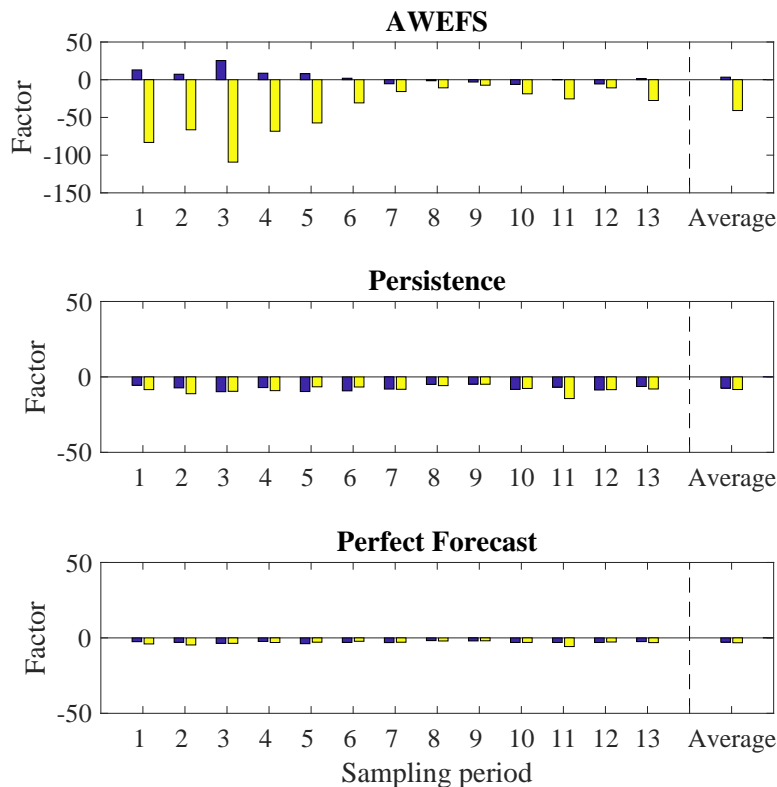 AWEFS
50
0
-50
-100
-150
Factor
1 2 3 4 5 6 7 8 9 10 11 12 13 Average
Persistence
50
0
-50
Factor
1 2 3 4 5 6 7 8 9 10 11 12 13 Average
Perfect Forecast
50
0
-50
Factor
1 2 3 4 5 6 7 8 9 10 11 12 13 Average
Sampling period